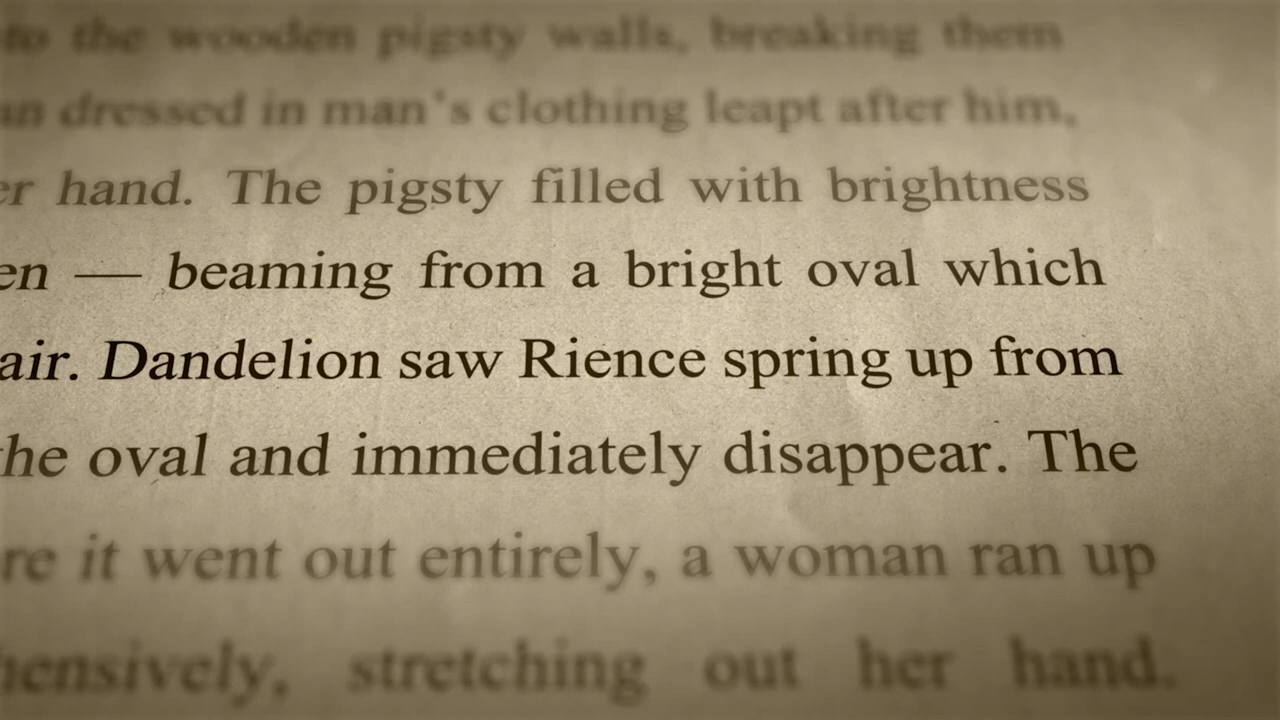 to the wooden pigsty walls, breaking them
an dressed in man's clothing leapt after him,
er hand. The pigsty filled with brightness
en — beaming from a bright oval which
air. Dandelion saw Rience spring up from
he oval and immediately disappear. The
re it went out entirely, a woman ran up
hensively, stretching out her hand.